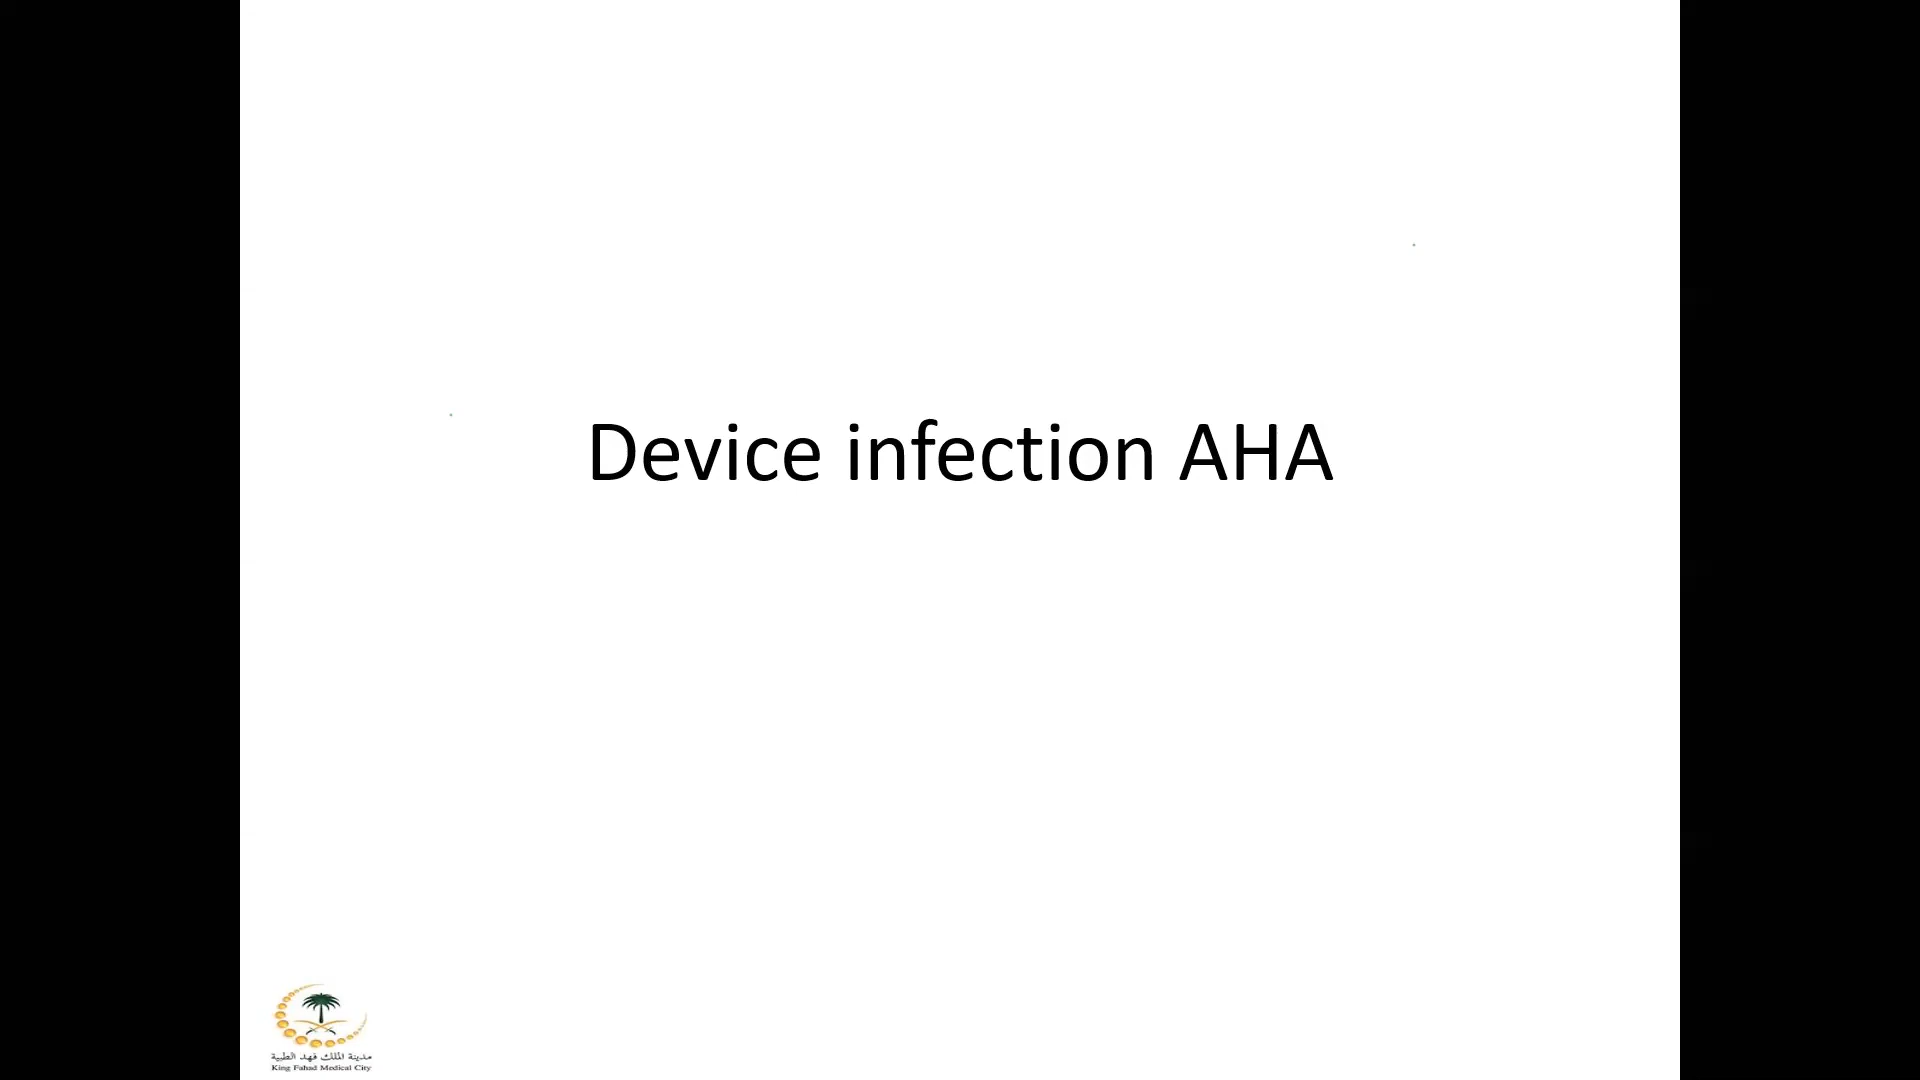 Device infection AHA
مدينة الملك فهد الطبية
King Fahad Medical City